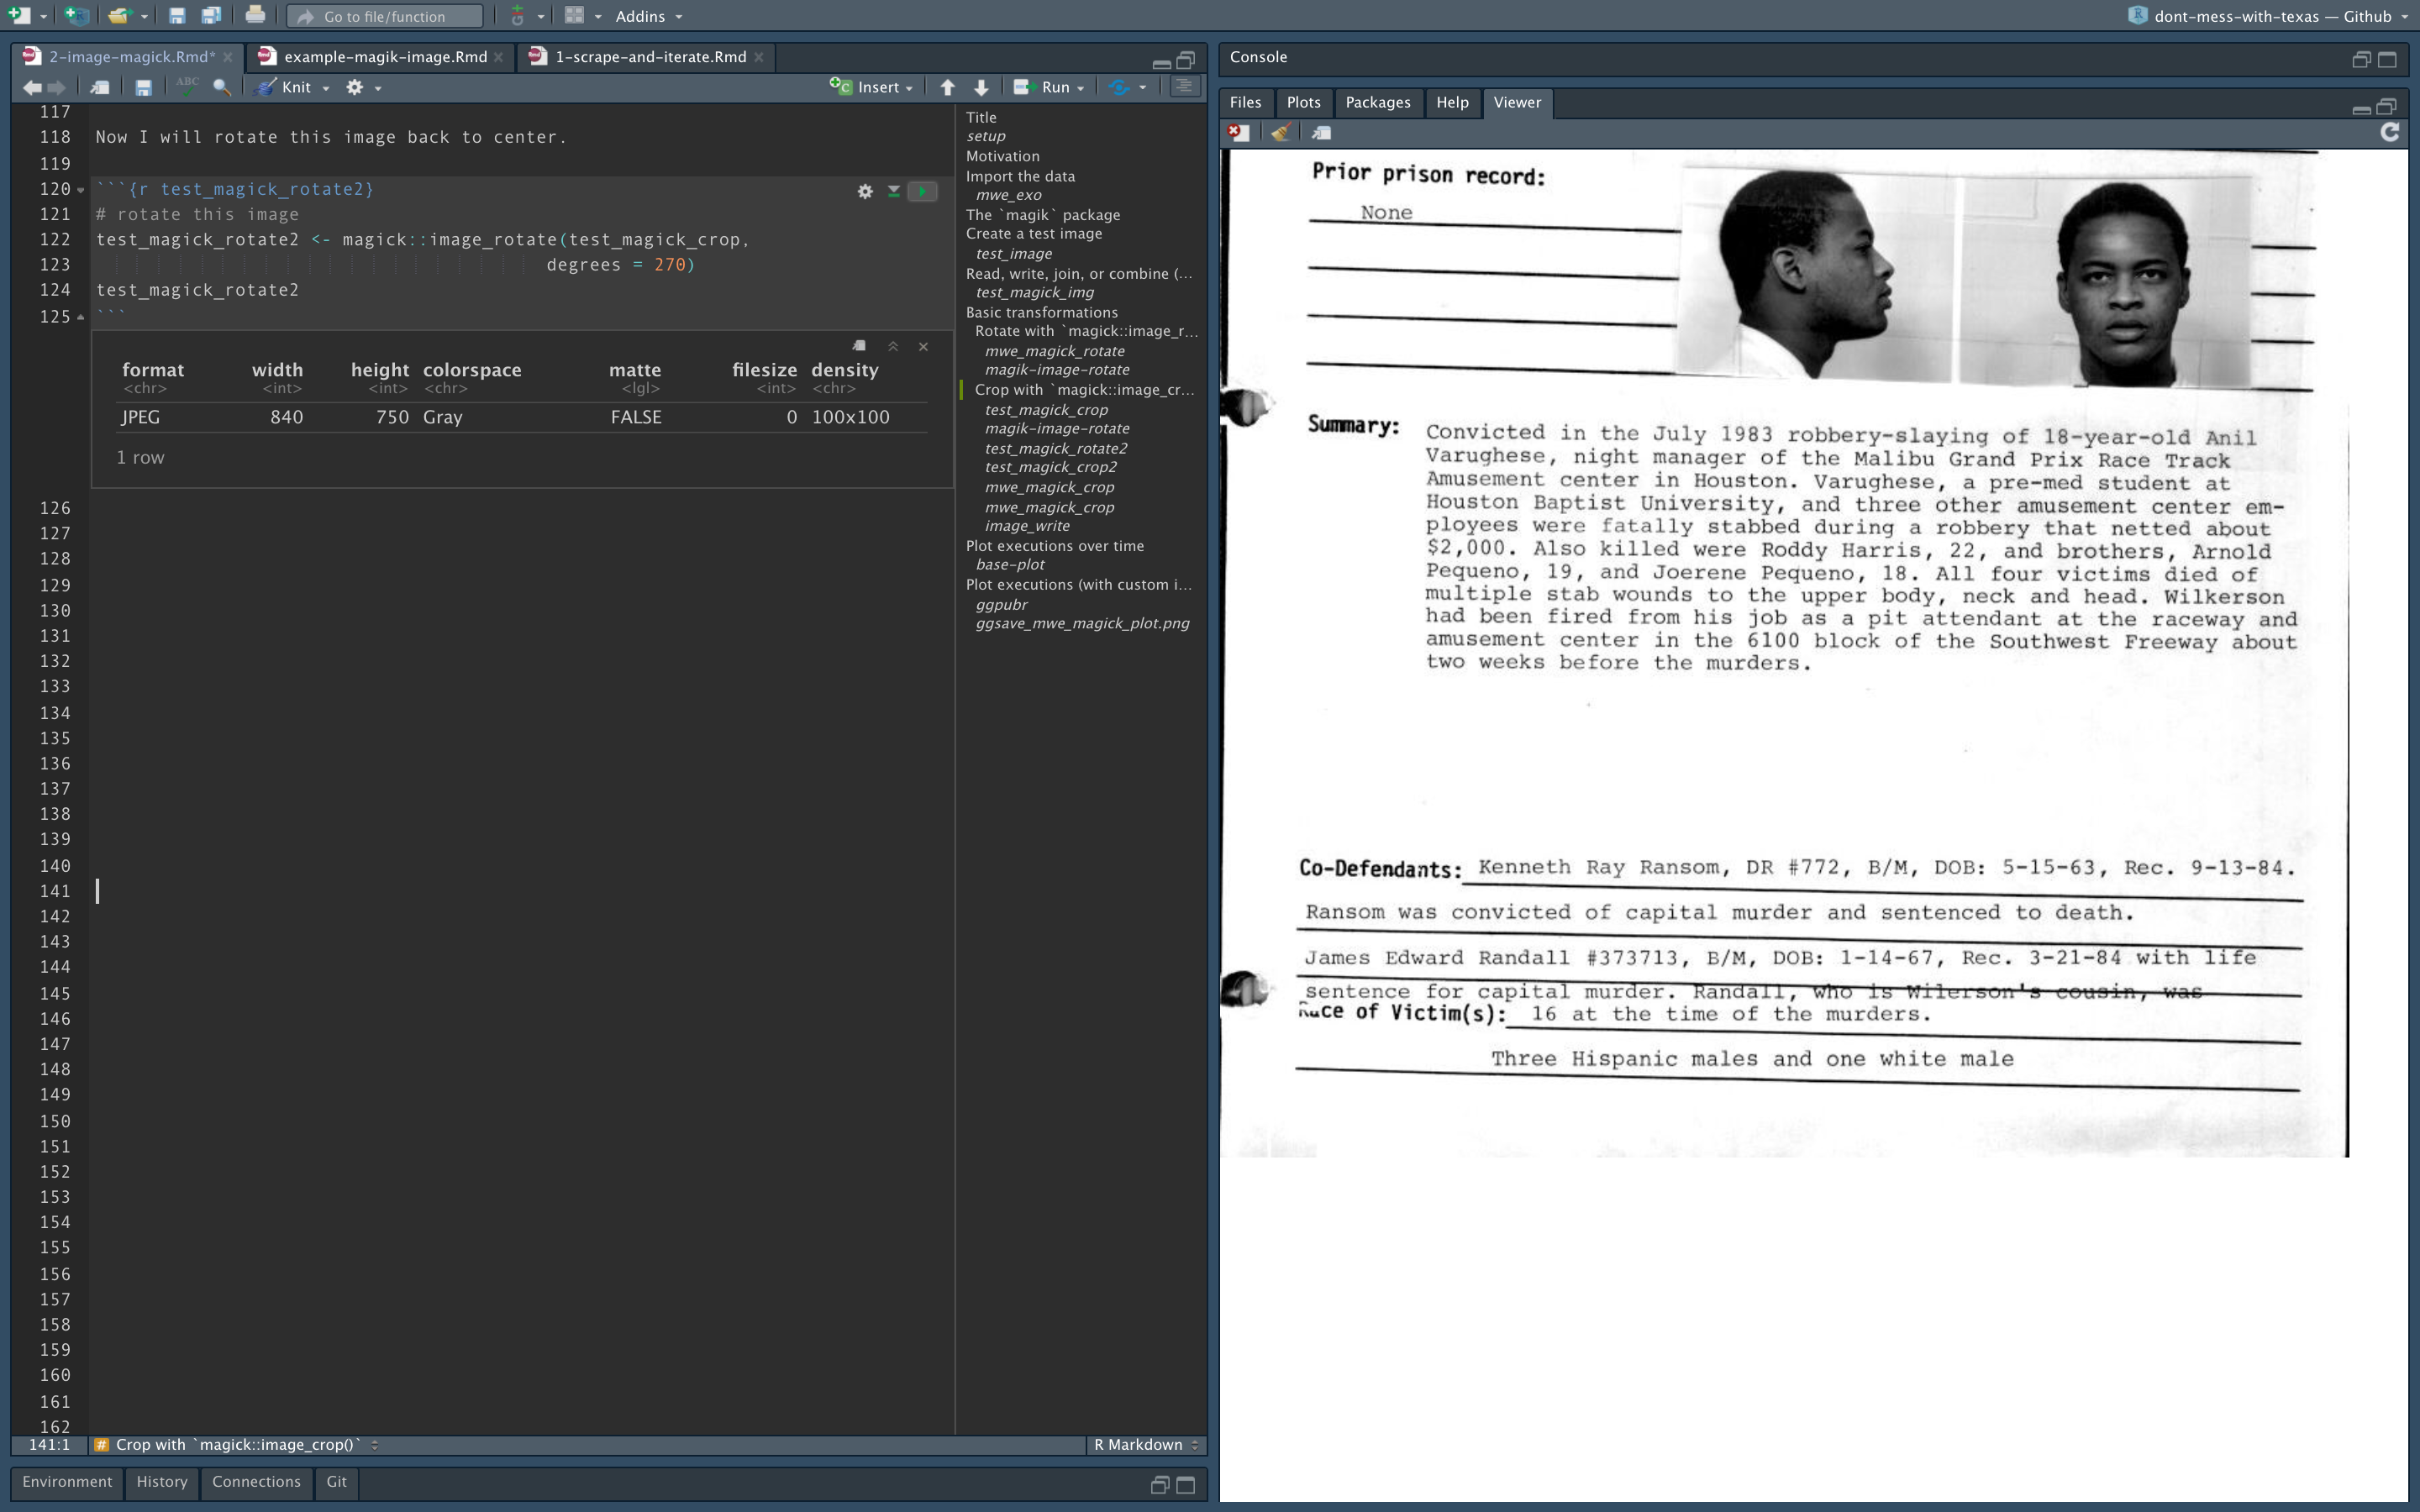 Go to file/function
Addins
dont-mess-with-texas — Github
2-image-magick.Rmd*
example-magik-image.Rmd
1-scrape-and-iterate.Rmd
ABC
Knit
Insert
Run
117
118 Now I will rotate this image back to center.
119
120 ```{r test_magick_rotate2}
121 # rotate this image
122 test_magick_rotate2 <- magick::image_rotate(test_magick_crop,
123 degrees = 270)
124 test_magick_rotate2
125 ```
format width height colorspace matte filesize density
<chr> <int> <int> <chr> <lgl> <int> <chr>
JPEG 840 750 Gray FALSE 0 100x100
1 row
126
127
128
129
130
131
132
133
134
135
136
137
138
139
140
141
142
143
144
145
146
147
148
149
150
151
152
153
154
155
156
157
158
159
160
161
162
141:1 # Crop with `magick::image_crop()` R Markdown
Environment History Connections Git
Title
setup
Motivation
Import the data
mwe_exo
The `magik` package
Create a test image
test_image
Read, write, join, or combine (...
test_magick_img
Basic transformations
Rotate with `magick::image_r...
mwe_magick_rotate
magik-image-rotate
Crop with `magick::image_cr...
test_magick_crop
magik-image-rotate
test_magick_rotate2
test_magick_crop2
mwe_magick_crop
mwe_magick_crop
image_write
Plot executions over time
base-plot
Plot executions (with custom i...
ggpubr
ggsave_mwe_magick_plot.png
Console
Files Plots Packages Help Viewer
Prior prison record:
None
Summary: Convicted in the July 1983 robbery-slaying of 18-year-old Anil
Varughese, night manager of the Malibu Grand Prix Race Track
Amusement center in Houston. Varughese, a pre-med student at
Houston Baptist University, and three other amusement center em-
ployees were fatally stabbed during a robbery that netted about
$2,000. Also killed were Roddy Harris, 22, and brothers, Arnold
Pequeno, 19, and Joerene Pequeno, 18. All four victims died of
multiple stab wounds to the upper body, neck and head. Wilkerson
had been fired from his job as a pit attendant at the raceway and
amusement center in the 6100 block of the Southwest Freeway about
two weeks before the murders.
Co-Defendants: Kenneth Ray Ransom, DR #772, B/M, DOB: 5-15-63, Rec. 9-13-84.
Ransom was convicted of capital murder and sentenced to death.
James Edward Randall #373713, B/M, DOB: 1-14-67, Rec. 3-21-84 with life
sentence for capital murder. Randall, who is Wilerson's cousin, was
Race of Victim(s): 16 at the time of the murders.
Three Hispanic males and one white male